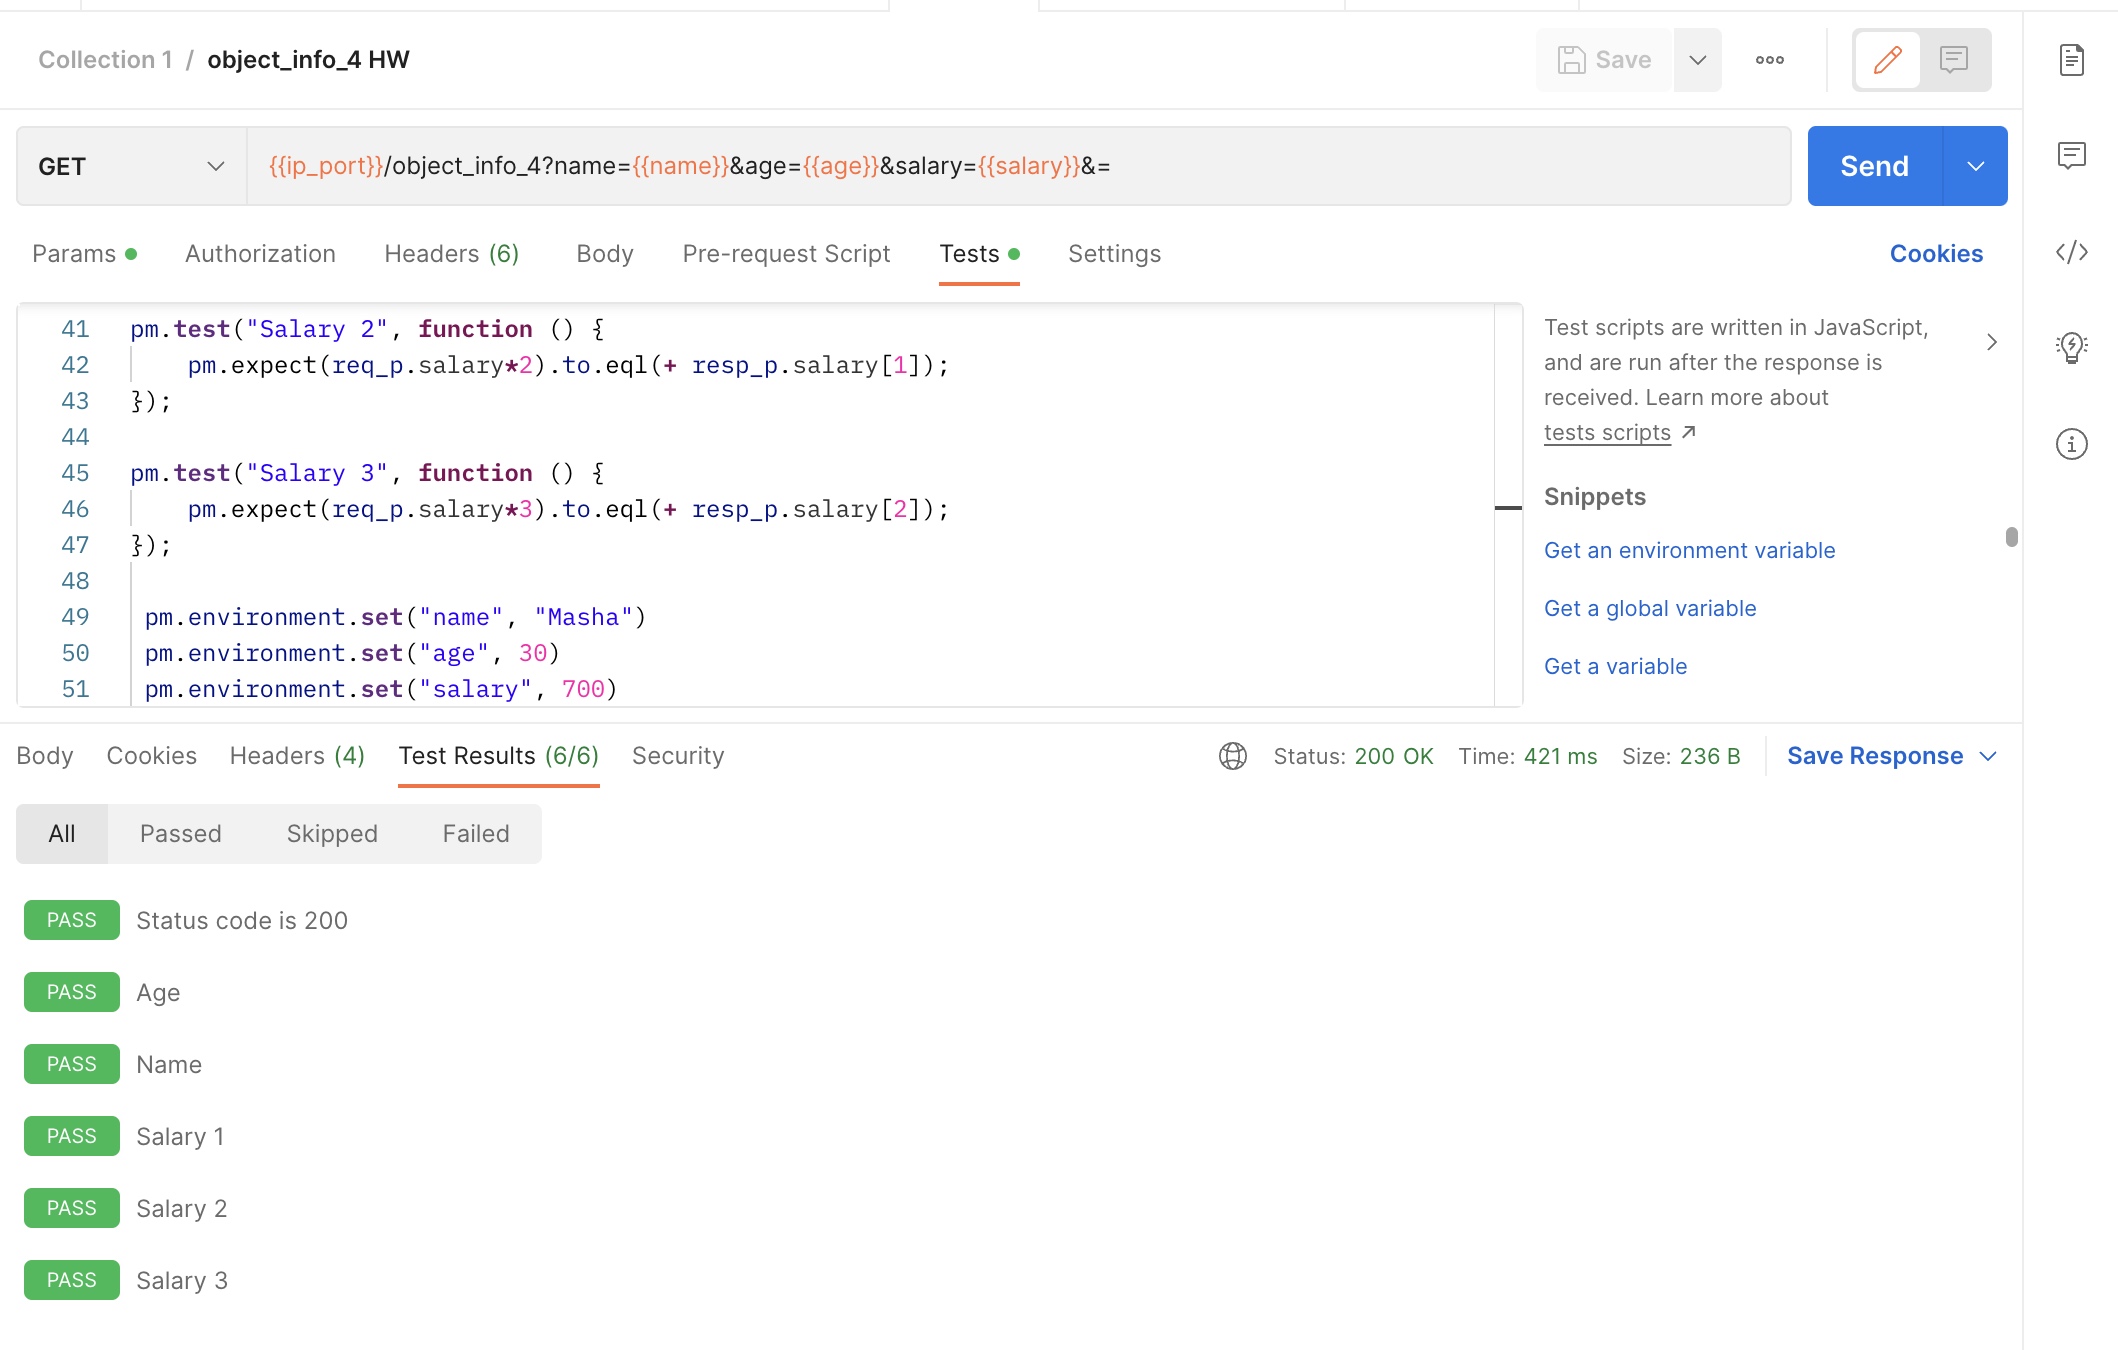 Collection 1 / object_info_4 HW
Save
GET
{{ip_port}}/object_info_4?name={{name}}&age={{age}}&salary={{salary}}&=
Send
Params
Authorization
Headers (6)
Body
Pre-request Script
Tests
Settings
Cookies
41 pm.test("Salary 2", function () {
42 pm.expect(req_p.salary*2).to.eql(+ resp_p.salary[1]);
43 });
44
45 pm.test("Salary 3", function () {
46 pm.expect(req_p.salary*3).to.eql(+ resp_p.salary[2]);
47 });
48
49 pm.environment.set("name", "Masha")
50 pm.environment.set("age", 30)
51 pm.environment.set("salary", 700)
Test scripts are written in JavaScript,
and are run after the response is
received. Learn more about
tests scripts ↗
Snippets
Get an environment variable
Get a global variable
Get a variable
Body
Cookies
Headers (4)
Test Results (6/6)
Security
Status: 200 OK
Time: 421 ms
Size: 236 B
Save Response
All
Passed
Skipped
Failed
PASS Status code is 200
PASS Age
PASS Name
PASS Salary 1
PASS Salary 2
PASS Salary 3